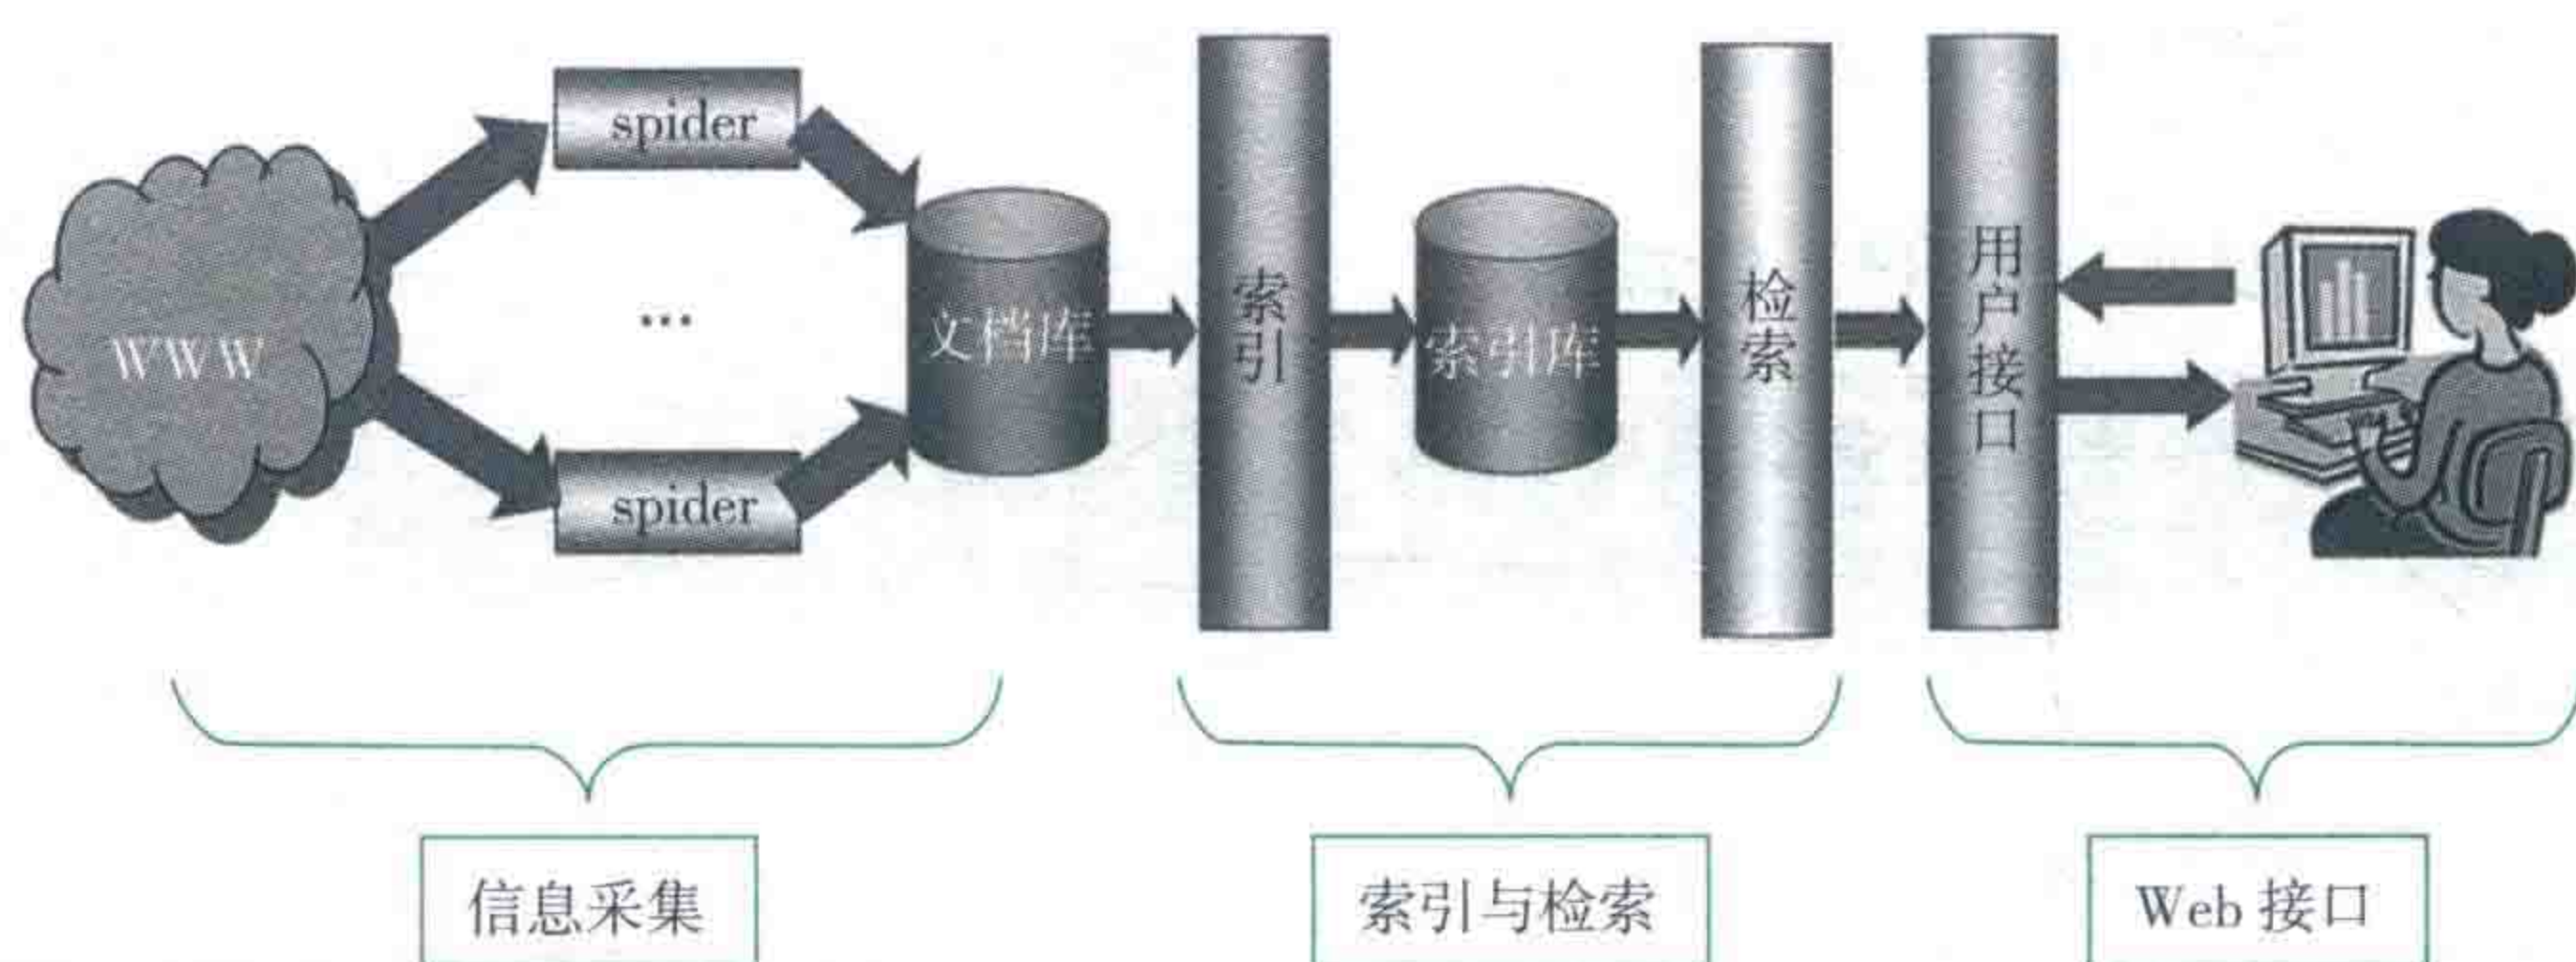 WWW
spider
...
spider
文档库
索引
索引库
检索
用户接口
信息采集
索引与检索
Web 接口